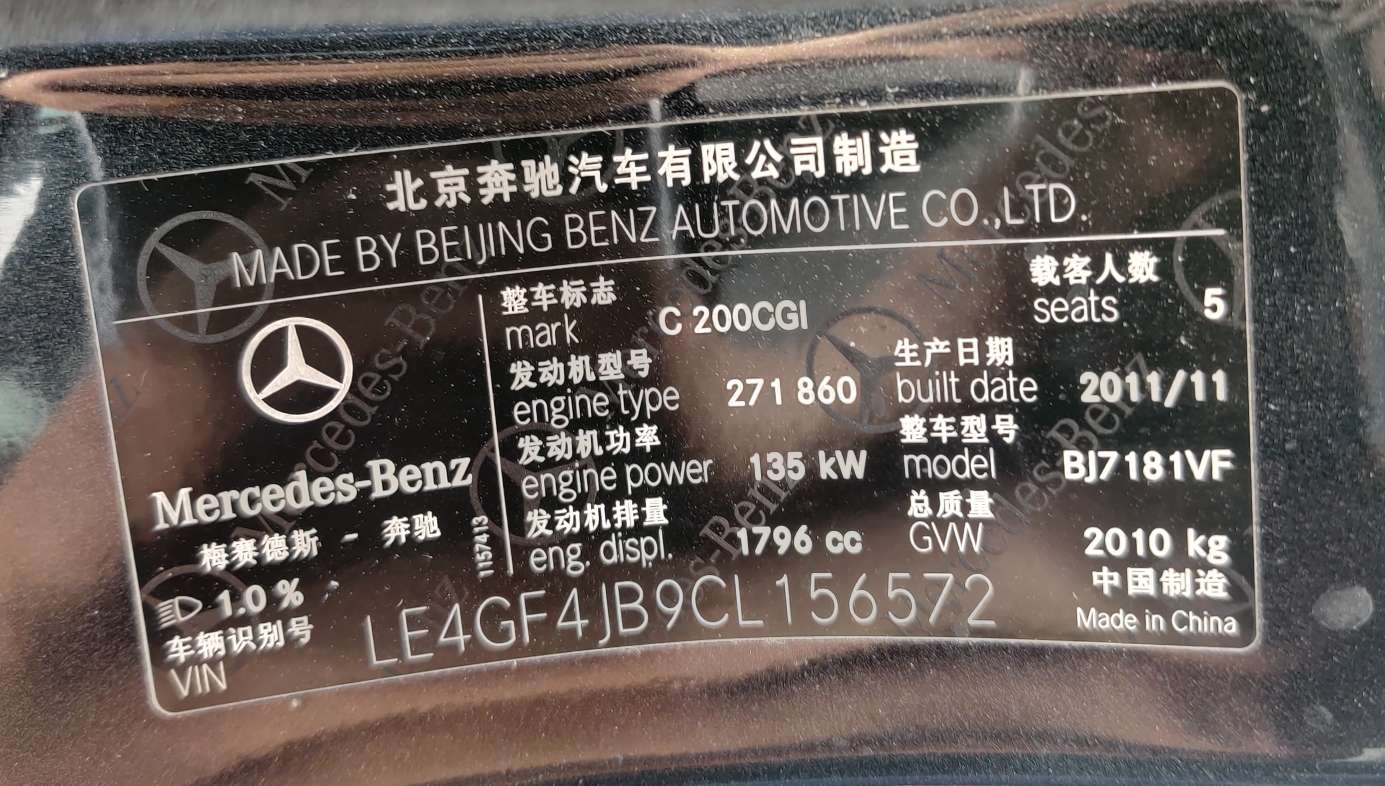 北京奔驰汽车有限公司制造
MADE BY BEIJING BENZ AUTOMOTIVE CO.,LTD.
Mercedes-Benz
梅赛德斯 - 奔驰
1157413
整车标志
mark C 200CGI
载客人数
seats 5
发动机型号
engine type 271 860
生产日期
built date 2011/11
发动机功率
engine power 135 kW
整车型号
model BJ7181VF
发动机排量
eng. displ. 1796 cc
总质量
GVW 2010 kg
1.0 %
车辆识别号
VIN LE4GF4JB9CL156572
中国制造
Made in China